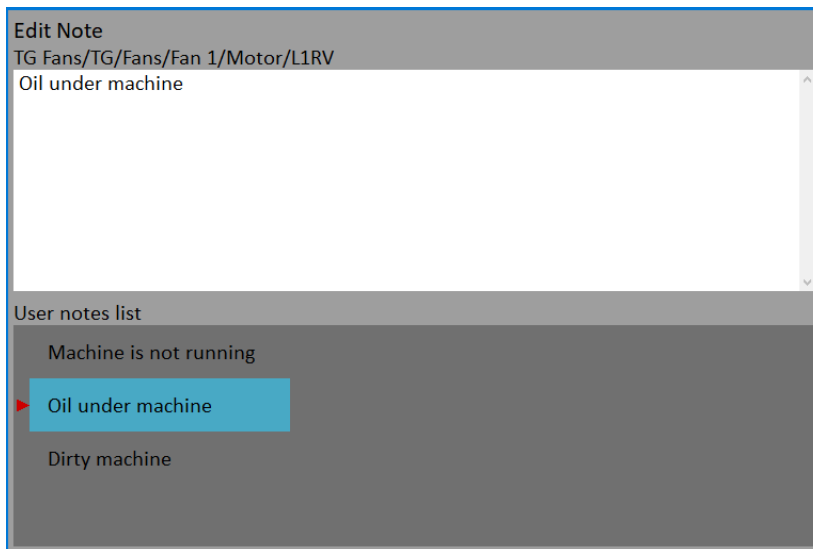 Edit Note
TG Fans/TG/Fans/Fan 1/Motor/L1RV
Oil under machine
User notes list
Machine is not running
Oil under machine
Dirty machine